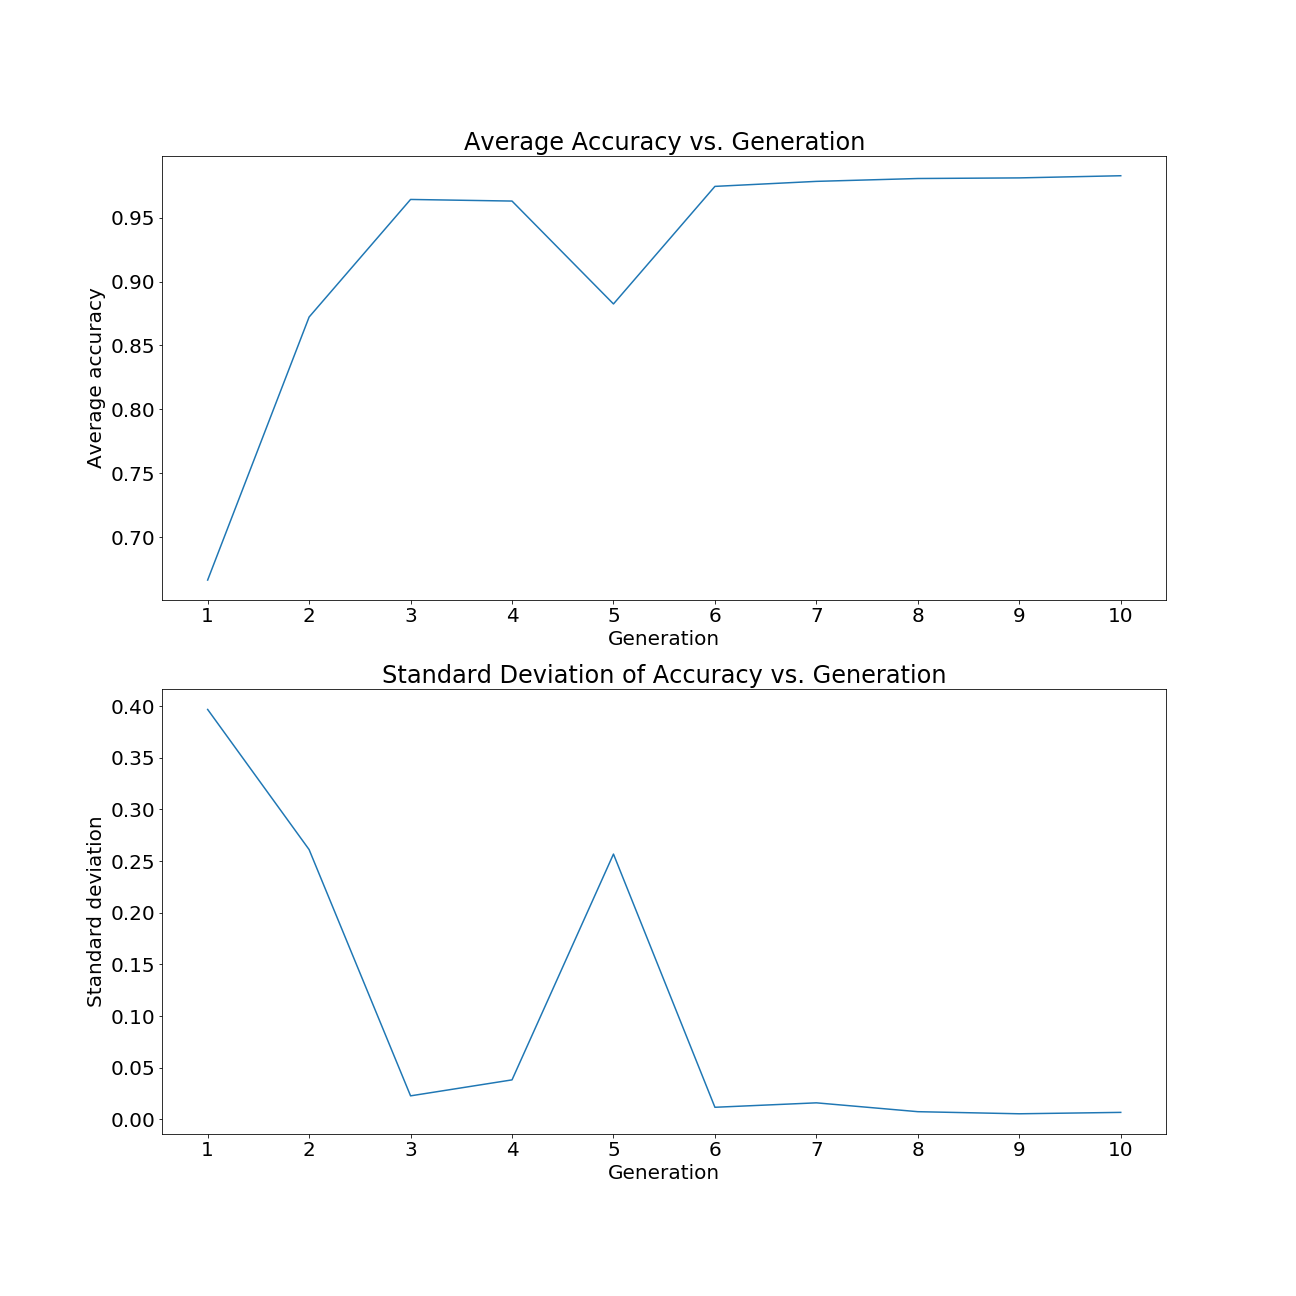 Average Accuracy vs. Generation
0.95
0.90
0.85
0.80
0.75
0.70
Average accuracy
1 2 3 4 5 6 7 8 9 10
Generation
Standard Deviation of Accuracy vs. Generation
0.40
0.35
0.30
0.25
0.20
0.15
0.10
0.05
0.00
Standard deviation
1 2 3 4 5 6 7 8 9 10
Generation